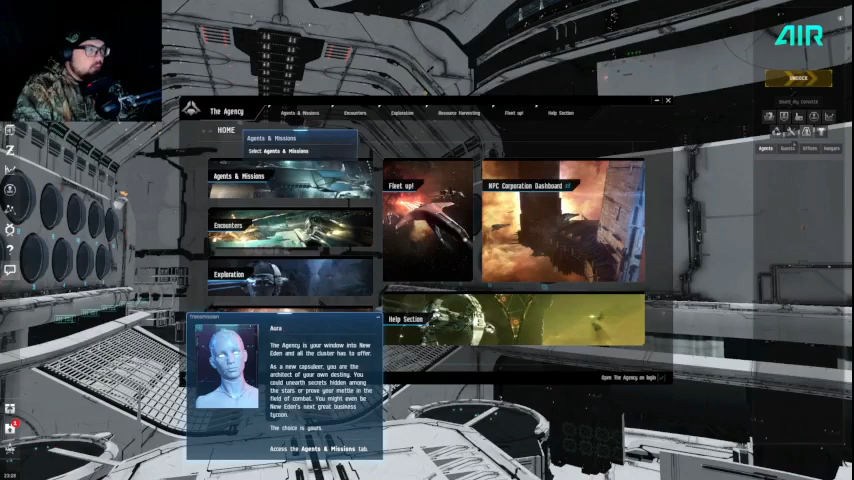 AIR
UNDOCK
The Agency
Agents & Missions
Encounters
Exploration
Resource Harvesting
Fleet up!
Help Section
HOME
Agents & Missions
Select Agents & Missions
Agents & Missions
Fleet up!
NPC Corporation Dashboard
Encounters
Exploration
Help Section
Agents
Guests
Offices
Hangars
Transmission
Aura
The Agency is your window into New
Eden and all the cluster has to offer.
As a new capsuleer, you are the
architect of your own destiny. You
could unearth secrets hidden among
the stars or prove your mettle in the
field of combat. You might even be
New Eden's next great business
tycoon.
The choice is yours.
Access the Agents & Missions tab.
Open The Agency on login